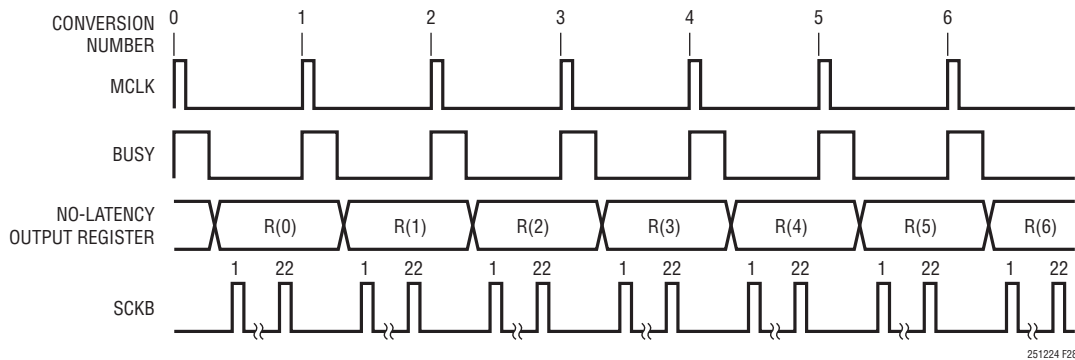 CONVERSION
NUMBER
0 1 2 3 4 5 6
MCLK
BUSY
NO-LATENCY
OUTPUT REGISTER
R(0) R(1) R(2) R(3) R(4) R(5) R(6)
1 22 1 22 1 22 1 22 1 22 1 22 1 22
SCKB